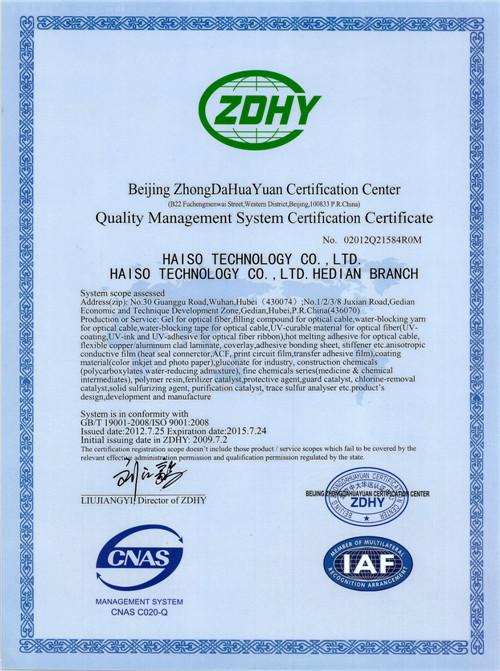 ZDHY
Beijing ZhongDaHuaYuan Certification Center
(B22 Fuchengmenwai Street,Western District,Beijing,100833 P.R.China)
Quality Management System Certification Certificate
No. 02012Q21584R0M
HAISO TECHNOLOGY CO.,LTD.
HAISO TECHNOLOGY CO.,LTD.HEDIAN BRANCH
System scope assessed
Address(zip): No.30 Guanggu Road,Wuhan,Hubei（430074）;No.1/2/3/8 Juxian Road,Gedian
Economic and Technique Development Zone,Gedian,Hubei,P.R.China(436070)
Production or Service: Gel for optical fiber,filling compound for optical cable,water-blocking yarn
for optical cable,water-blocking tape for optical cable,UV-curable material for optical fiber(UV-
coating,UV-ink and UV-adhesive for optical fiber ribbon),hot melting adhesive for optical cable,
flexible copper/aluminum clad laminate, coverlay,adhesive bonding sheet, stiffener etc.anisotropic
conductive film (heat seal connector,ACF, print circuit film,transfer adhesive film),coating
material(color inkjet and photo paper),gluconate for industry, construction chemicals
(polycarboxylates water-reducing admixture), fine chemicals series(medicine & chemical
intermediates), polymer resin,ferilizer catalyst,protective agent,guard catalyst, chlorine-removal
catalyst,solid sulfurizing agent, purification catalyst, trace sulfur analyser etc.product's
design,development and manufacture
System is in conformity with
GB/T 19001-2008/ISO 9001:2008
Issued date:2012.7.25 Expiration date:2015.7.24
Initial issuing date in ZDHY: 2009.7.2
The certification registration scope doesn't include those product / service scopes which fail to be covered by the
relevant effective administration permission and qualification permission regulated by the state.
LIUJIANGYI, Director of ZDHY
BEIJING ZHONGDAHUAYUAN CERTIFICATION CENTER
ZDHY
CNAS
MANAGEMENT SYSTEM
CNAS C020-Q
MEMBER OF MULTILATERAL
IAF
RECOGNITION ARRANGEMENT